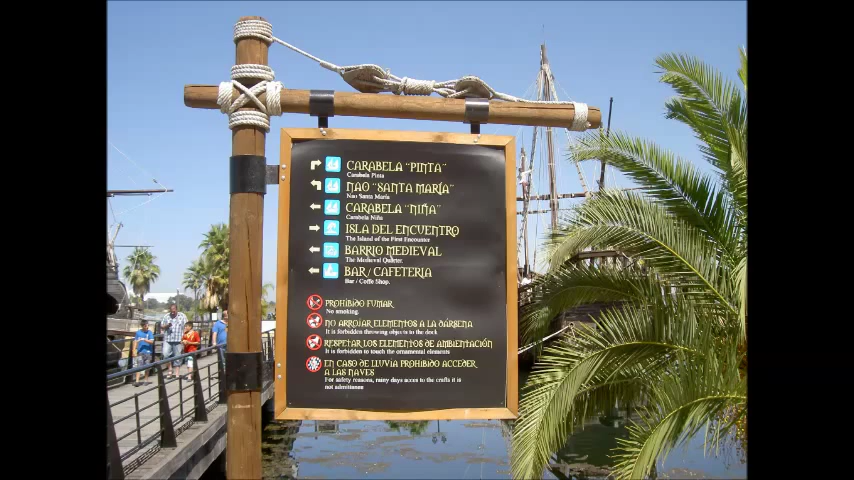 CARABELA "PINTA"
Carabela Pinta
NAO "SANTA MARÍA"
Nao Santa María
CARABELA "NIÑA"
Carabela Niña
ISLA DEL ENCUENTRO
The Island of the First Encounter
BARRIO MEDIEVAL
The Medieval Quarter.
BAR / CAFETERIA
Bar / Coffe Shop.
PROHIBIDO FUMAR
No smoking.
NO ARROJAR ELEMENTOS A LA DÁRSENA
It is forbidden throwing objects to the dock
RESPETAR LOS ELEMENTOS DE AMBIENTACIÓN
It is forbidden to touch the ornamental elements
EN CASO DE LLUVIA PROHIBIDO ACCEDER
A LAS NAVES
For safety reasons, rainy days acces to the crafts it is
not admittance